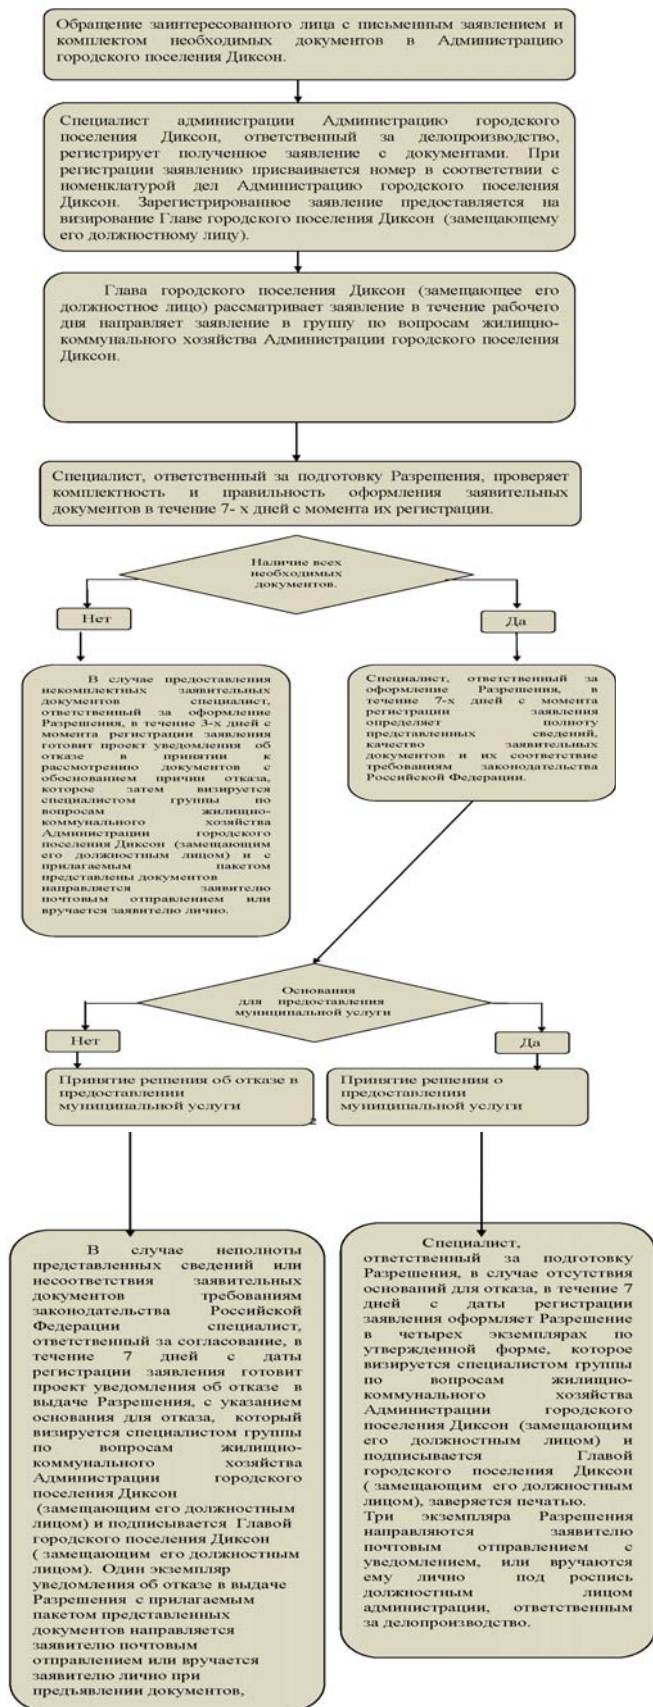 Обращение заинтересованного лица с письменным заявлением и
комплектом необходимых документов в Администрацию
городского поселения Диксон.
Специалист администрации Администрацию городского
поселения Диксон, ответственный за делопроизводство,
регистрирует полученное заявление с документами. При
регистрации заявлению присваивается номер в соответствии с
номенклатурой дел Администрацию городского поселения
Диксон. Зарегистрированное заявление предоставляется на
визирование Главе городского поселения Диксон (замещающему
его должностному лицу).
Глава городского поселения Диксон (замещающее его
должностное лицо) рассматривает заявление в течение рабочего
дня направляет заявление в группу по вопросам жилищно-
коммунального хозяйства Администрации городского поселения
Диксон.
Специалист, ответственный за подготовку Разрешения, проверяет
комплектность и правильность оформления заявительных
документов в течение 7- х дней с момента их регистрации.
Наличие всех
необходимых
документов.
Нет
Да
В случае предоставления
некомплектных заявительных
документов специалист,
ответственный за оформление
Разрешения, в течение 3-х дней с
момента регистрации заявления
готовит проект уведомления об
отказе в принятии к
рассмотрению документов с
обоснованием причин отказа,
которое затем визируется
специалистом группы по
вопросам жилищно-
коммунального хозяйства
Администрации городского
поселения Диксон (замещающим
его должностным лицом) и с
прилагаемым пакетом
представлены документов
направляется заявителю
почтовым отправлением или
вручается заявителю лично.
Специалист, ответственный за
оформление Разрешения, в
течение 7-х дней с момента
регистрации заявления
определяет полноту
представленных сведений,
качество заявительных
документов и их соответствие
требованиям законодательства
Российской Федерации.
Основания
для предоставления
муниципальной услуги
Нет
Да
Принятие решения об отказе в
предоставлении
муниципальной услуги
2
Принятие решения о
предоставлении
муниципальной услуги
В случае неполноты
представленных сведений или
несоответствия заявительных
документов требованиям
законодательства Российской
Федерации специалист,
ответственный за согласование, в
течение 7 дней с даты
регистрации заявления готовит
проект уведомления об отказе в
выдаче Разрешения, с указанием
основания для отказа, который
визируется специалистом группы
по вопросам жилищно-
коммунального хозяйства
Администрации городского
поселения Диксон
(замещающим его должностным
лицом) и подписывается Главой
городского поселения Диксон
( замещающим его должностным
лицом). Один экземпляр
уведомления об отказе в выдаче
Разрешения с прилагаемым
пакетом представленных
документов направляется
заявителю почтовым
отправлением или вручается
заявителю лично при
предъявлении документов,
Специалист,
ответственный за подготовку
Разрешения, в случае отсутствия
оснований для отказа, в течение 7
дней с даты регистрации
заявления оформляет Разрешение
в четырех экземплярах по
утвержденной форме, которое
визируется специалистом группы
по вопросам жилищно-
коммунального хозяйства
Администрации городского
поселения Диксон (замещающим
его должностным лицом) и
подписывается Главой
городского поселения Диксон
( замещающим его должностным
лицом), заверяется печатью.
Три экземпляра Разрешения
направляются заявителю
почтовым отправлением с
уведомлением, или вручаются
ему лично под роспись
должностным лицом
администрации, ответственным
за делопроизводство.